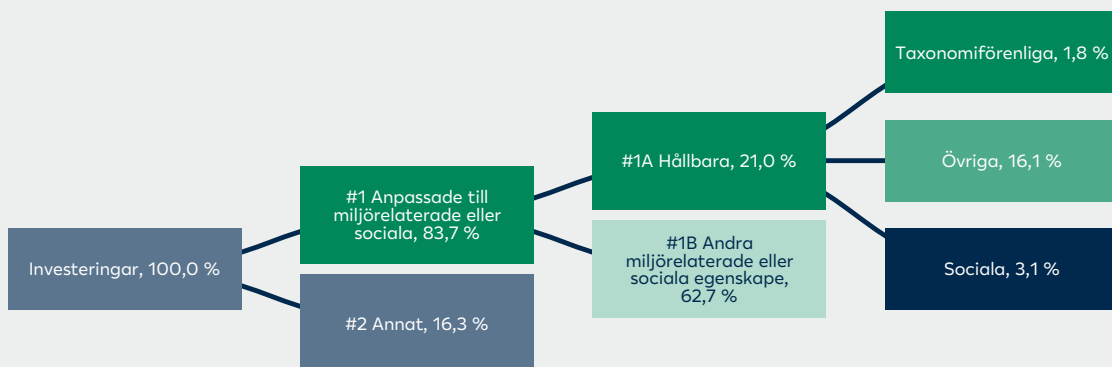 Investeringar, 100,0 %
#1 Anpassade till
miljörelaterade eller
sociala, 83,7 %
#2 Annat, 16,3 %
#1A Hållbara, 21,0 %
#1B Andra
miljörelaterade eller
sociala egenskape,
62,7 %
Taxonomiförenliga, 1,8 %
Övriga, 16,1 %
Sociala, 3,1 %